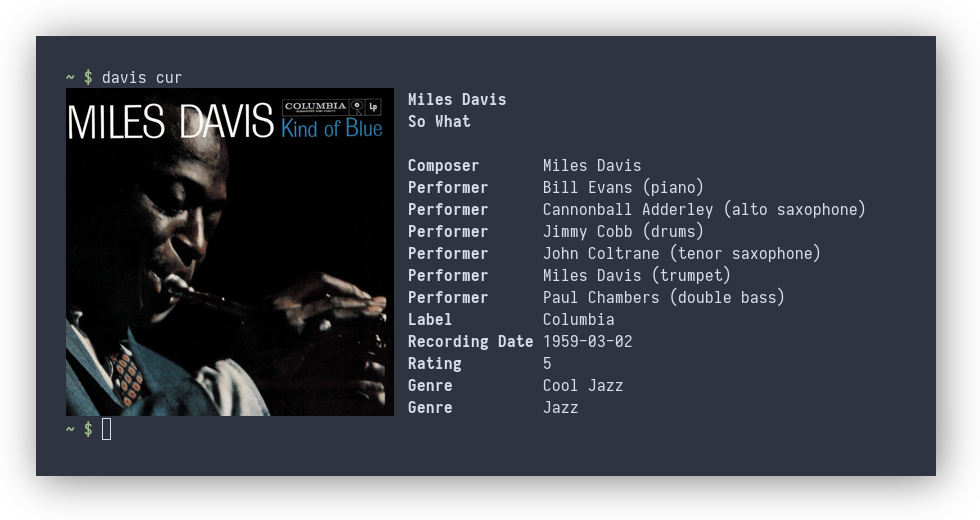 ~ $ davis cur
MILES DAVIS
COLUMBIA
Lp
Kind of Blue
Miles Davis
So What
Composer Miles Davis
Performer Bill Evans (piano)
Performer Cannonball Adderley (alto saxophone)
Performer Jimmy Cobb (drums)
Performer John Coltrane (tenor saxophone)
Performer Miles Davis (trumpet)
Performer Paul Chambers (double bass)
Label Columbia
Recording Date 1959-03-02
Rating 5
Genre Cool Jazz
Genre Jazz
~ $